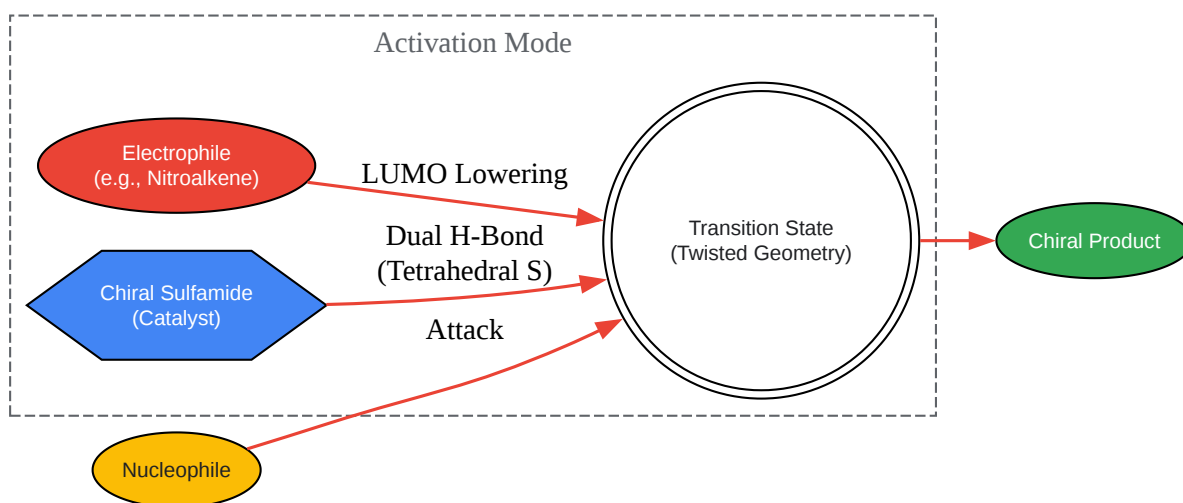 Activation Mode
Electrophile
(e.g., Nitroalkene)
LUMO Lowering
Dual H-Bond
(Tetrahedral S)
Chiral Sulfamide
(Catalyst)
Attack
Transition State
(Twisted Geometry)
Chiral Product
Nucleophile